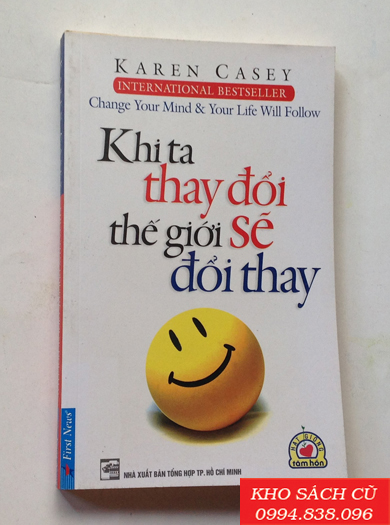 KAREN CASEY
INTERNATIONAL BESTSELLER
Change Your Mind & Your Life Will Follow
Khi ta
thay đổi
thế giới sẽ
đổi thay
First News
NHÀ XUẤT BẢN TỔNG HỢP TP. HỒ CHÍ MINH
HẠT GIỐNG
tâm hồn
KHO SÁCH CŨ
0994.838.096